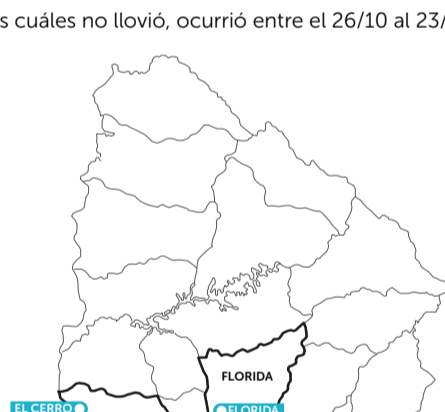 s cuáles no llovió, ocurrió entre el 26/10 al 23/
FLORIDA
EL CERRO
FLORIDA